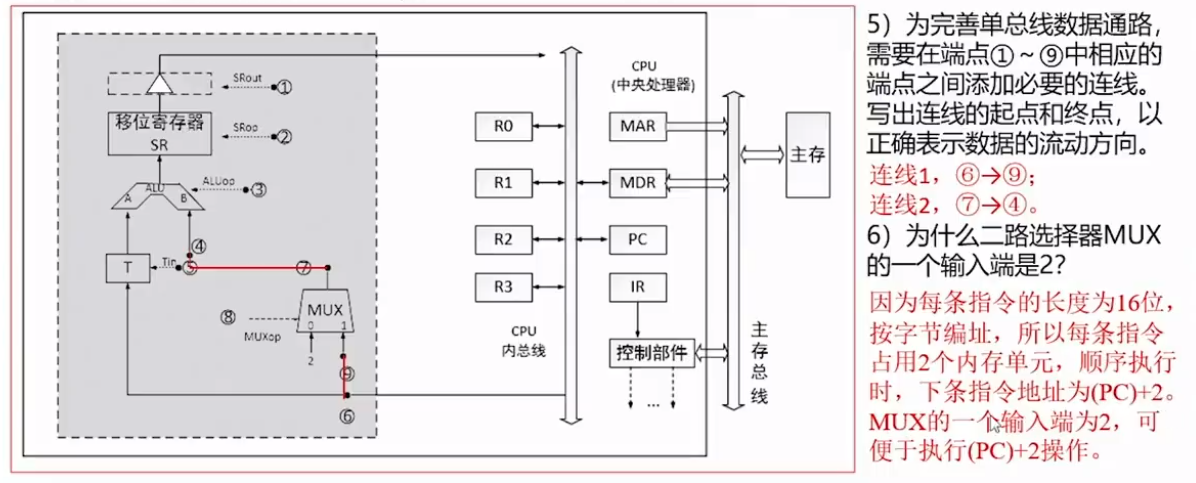 SRout ①
移位寄存器
SR
SRop ②
ALU
A B
ALUop ③
④
T
Tin ⑤
⑦
MUX
0 1
⑧
MUXop
2
⑨
⑥
R0
R1
R2
R3
CPU
内总线
CPU
(中央处理器)
MAR
MDR
PC
IR
控制部件
...
主存总线
主存
5）为完善单总线数据通路，
需要在端点①~⑨中相应的
端点之间添加必要的连线。
写出连线的起点和终点，以
正确表示数据的流动方向。
连线1，⑥→⑨；
连线2，⑦→④。
6）为什么二路选择器MUX
的一个输入端是2？
因为每条指令的长度为16位，
按字节编址，所以每条指令
占用2个内存单元，顺序执行
时，下条指令地址为(PC)+2。
MUX的一个输入端为2，可
便于执行(PC)+2操作。